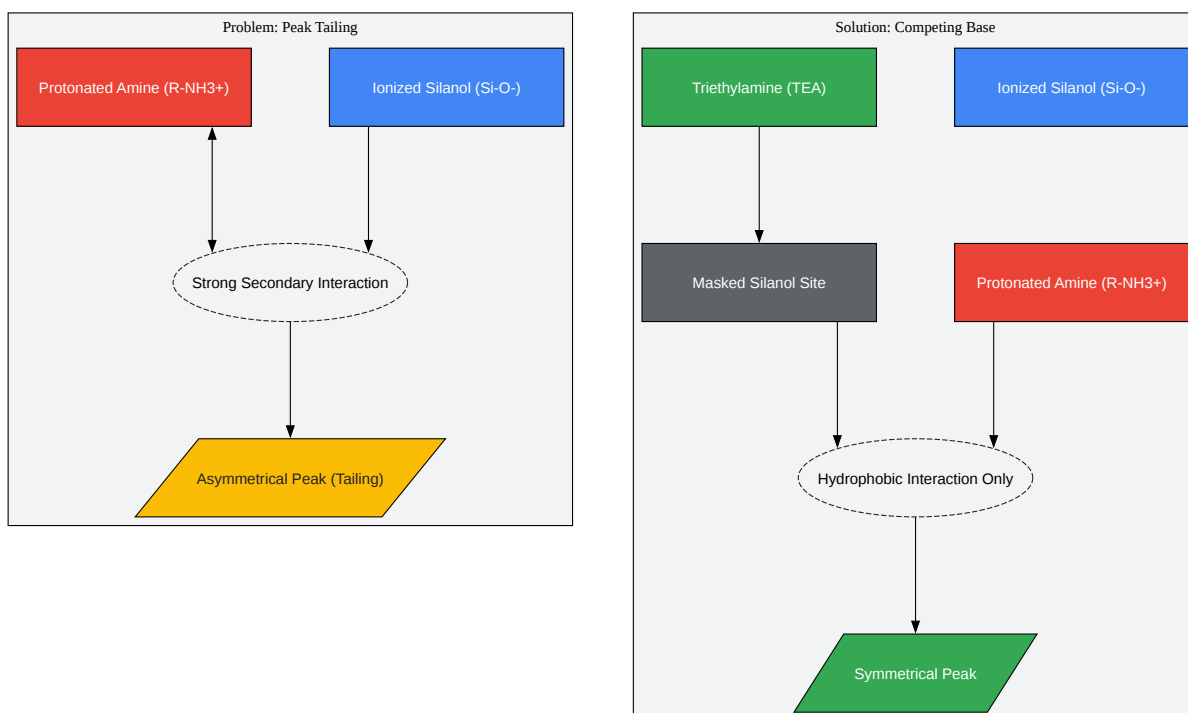 Problem: Peak Tailing
Protonated Amine (R-NH3+)
Ionized Silanol (Si-O-)
Strong Secondary Interaction
Asymmetrical Peak (Tailing)
Solution: Competing Base
Triethylamine (TEA)
Ionized Silanol (Si-O-)
Masked Silanol Site
Protonated Amine (R-NH3+)
Hydrophobic Interaction Only
Symmetrical Peak